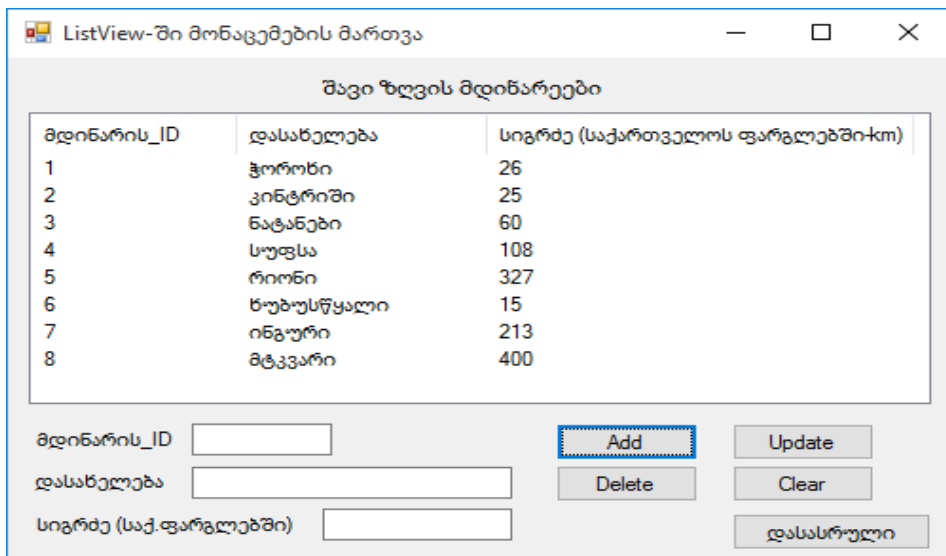 ListView-ში მონაცემების მართვა
შავი ზღვის მდინარეები
მდინარის_ID დასახელება სიგრძე (საქართველოს ფარგლებში-km)
1 ჭოროხი 26
2 კინტრიში 25
3 ნატანები 60
4 სუფსა 108
5 რიონი 327
6 ხუბუსწყალი 15
7 ინგური 213
8 მტკვარი 400
მდინარის_ID Add Update
დასახელება Delete Clear
სიგრძე (საქ.ფარგლებში) დასასრული